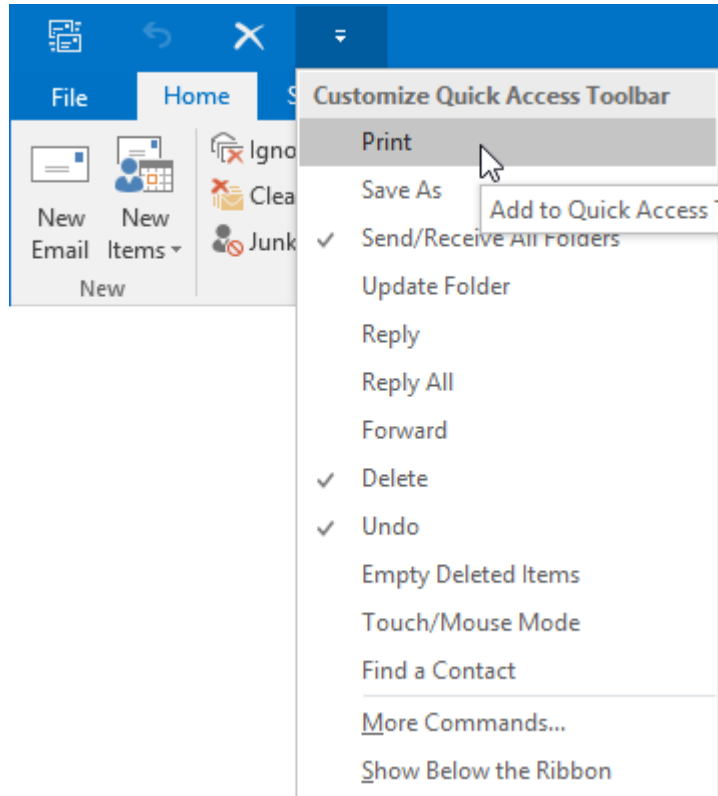 File Home S
Customize Quick Access Toolbar
Print
Save As
Add to Quick Access
Send/Receive All Folders
Update Folder
Reply
Reply All
Forward
Delete
Undo
Empty Deleted Items
Touch/Mouse Mode
Find a Contact
More Commands...
Show Below the Ribbon
New
Email
New
Items
Igno
Clea
Junk
New